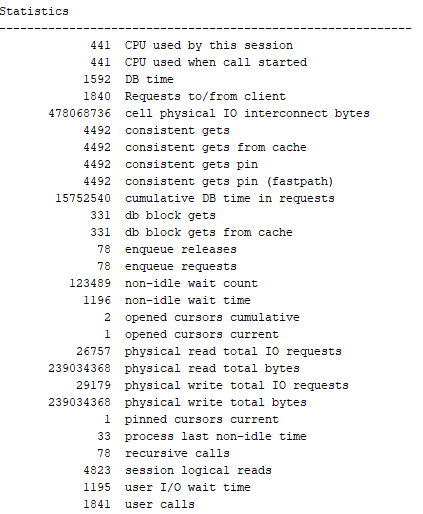 Statistics
-----------------------------------------------------------
441 CPU used by this session
441 CPU used when call started
1592 DB time
1840 Requests to/from client
478068736 cell physical IO interconnect bytes
4492 consistent gets
4492 consistent gets from cache
4492 consistent gets pin
4492 consistent gets pin (fastpath)
15752540 cumulative DB time in requests
331 db block gets
331 db block gets from cache
78 enqueue releases
78 enqueue requests
123489 non-idle wait count
1196 non-idle wait time
2 opened cursors cumulative
1 opened cursors current
26757 physical read total IO requests
239034368 physical read total bytes
29179 physical write total IO requests
239034368 physical write total bytes
1 pinned cursors current
33 process last non-idle time
78 recursive calls
4823 session logical reads
1195 user I/O wait time
1841 user calls